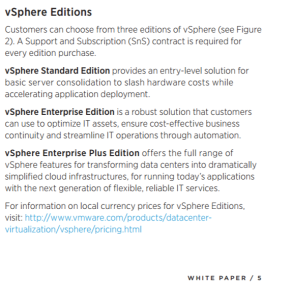 vSphere Editions
Customers can choose from three editions of vSphere (see Figure
2). A Support and Subscription (SnS) contract is required for
every edition purchase.
vSphere Standard Edition provides an entry-level solution for
basic server consolidation to slash hardware costs while
accelerating application deployment.
vSphere Enterprise Edition is a robust solution that customers
can use to optimize IT assets, ensure cost-effective business
continuity and streamline IT operations through automation.
vSphere Enterprise Plus Edition offers the full range of
vSphere features for transforming data centers into dramatically
simplified cloud infrastructures, for running today's applications
with the next generation of flexible, reliable IT services.
For information on local currency prices for vSphere Editions,
visit: http://www.vmware.com/products/datacenter-
virtualization/vsphere/pricing.html
WHITE PAPER / 5